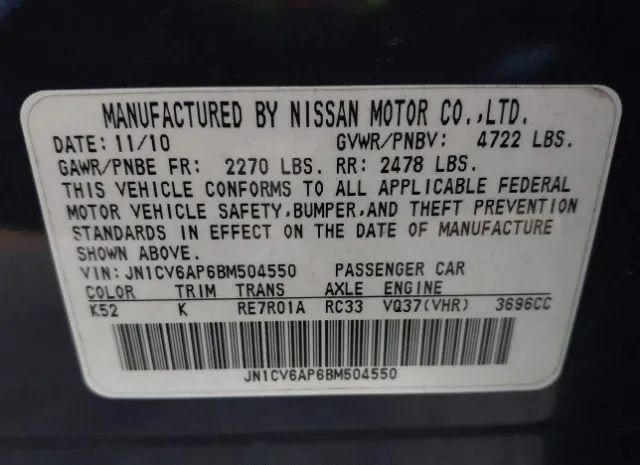 MANUFACTURED BY NISSAN MOTOR CO.,LTD.
DATE: 11/10 GVWR/PNBV: 4722 LBS.
GAWR/PNBE FR: 2270 LBS. RR: 2478 LBS.
THIS VEHICLE CONFORMS TO ALL APPLICABLE FEDERAL
MOTOR VEHICLE SAFETY,BUMPER,AND THEFT PREVENTION
STANDARDS IN EFFECT ON THE DATE OF MANUFACTURE
SHOWN ABOVE.
VIN: JN1CV6AP6BM504550 PASSENGER CAR
COLOR TRIM TRANS AXLE ENGINE
K52 K RE7R01A RC33 VQ37(VHR) 3696CC
JN1CV6AP6BM504550